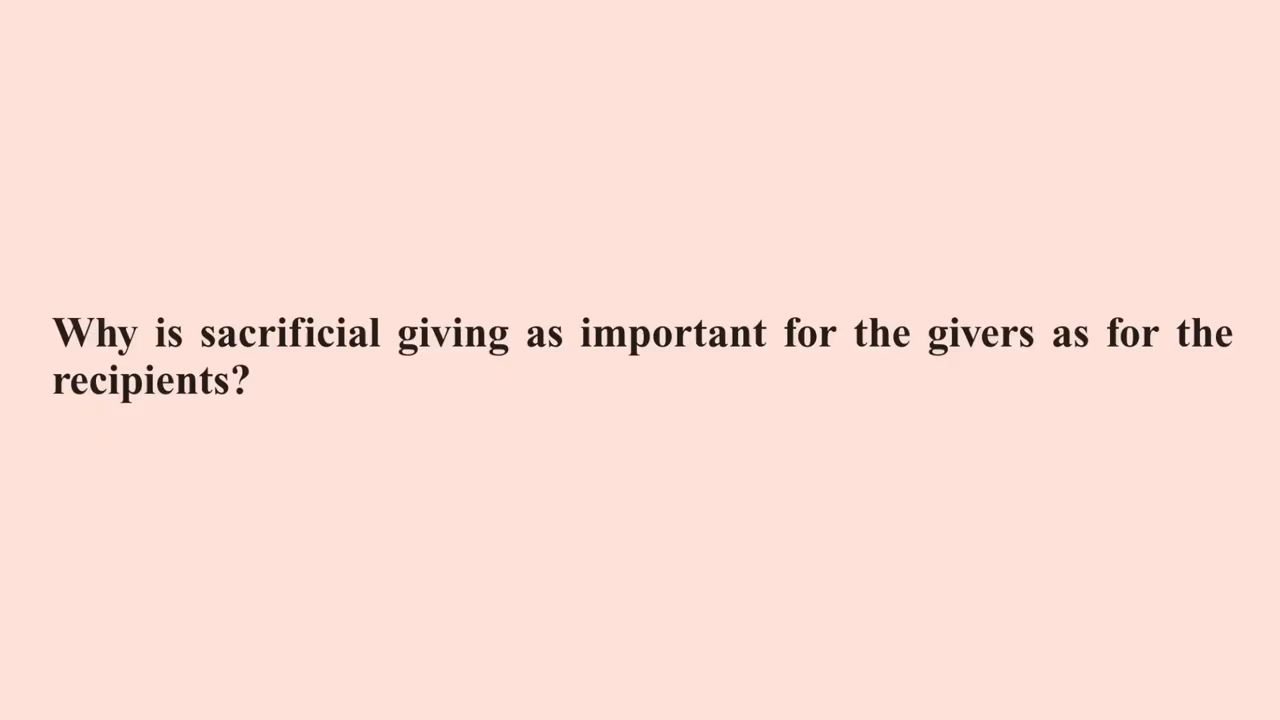 Why is sacrificial giving as important for the givers as for the
recipients?